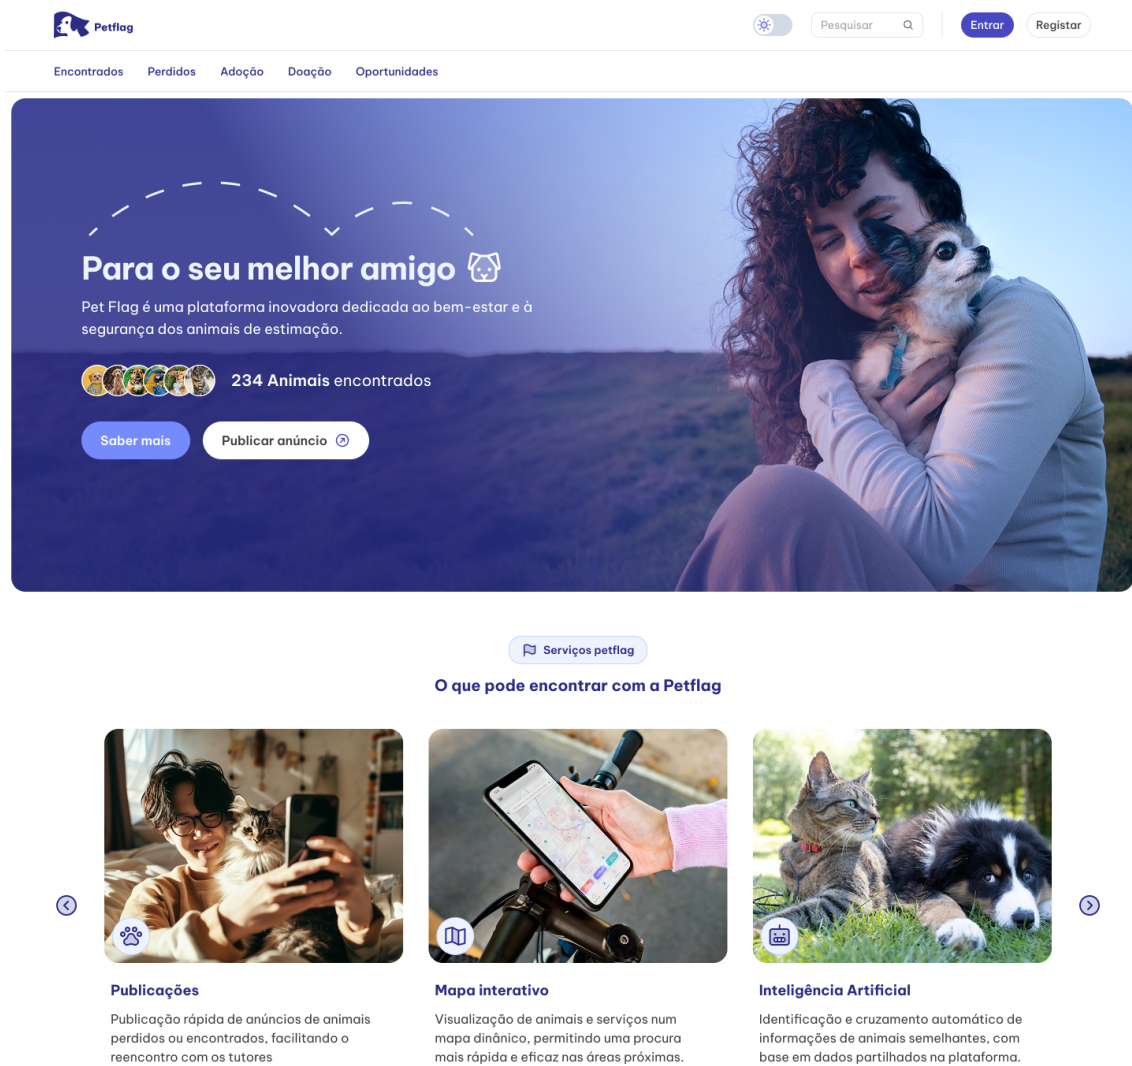 Petflag
Pesquisar
Entrar
Registar
Encontrados
Perdidos
Adoção
Doação
Oportunidades
Para o seu melhor amigo
Pet Flag é uma plataforma inovadora dedicada ao bem-estar e à
segurança dos animais de estimação.
234 Animais encontrados
Saber mais
Publicar anúncio
Serviços petflag
O que pode encontrar com a Petflag
Publicações
Publicação rápida de anúncios de animais
perdidos ou encontrados, facilitando o
reencontro com os tutores
Mapa interativo
Visualização de animais e serviços num
mapa dinâmico, permitindo uma procura
mais rápida e eficaz nas áreas próximas.
Inteligência Artificial
Identificação e cruzamento automático de
informações de animais semelhantes, com
base em dados partilhados na plataforma.